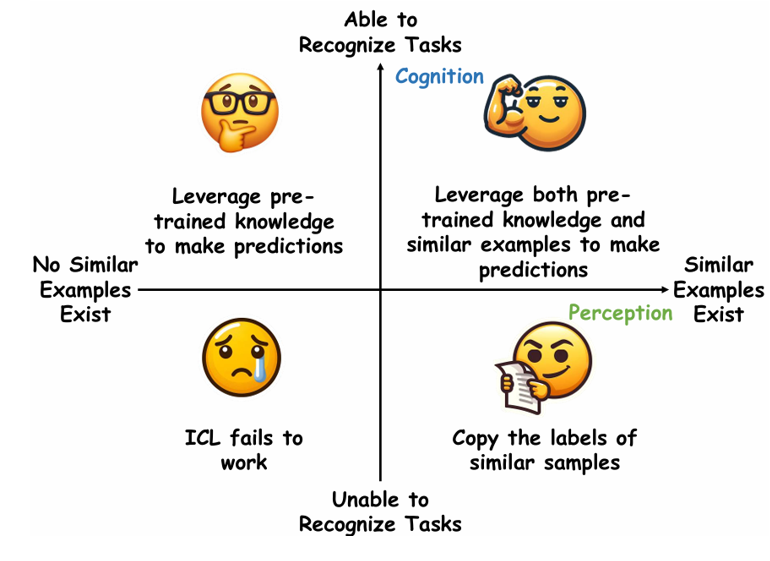 Able to
Recognize Tasks
Cognition
Leverage pre-
trained knowledge
to make predictions
Leverage both pre-
trained knowledge and
similar examples to make
predictions
No Similar
Examples
Exist
Similar
Examples
Exist
Perception
ICL fails to
work
Copy the labels of
similar samples
Unable to
Recognize Tasks